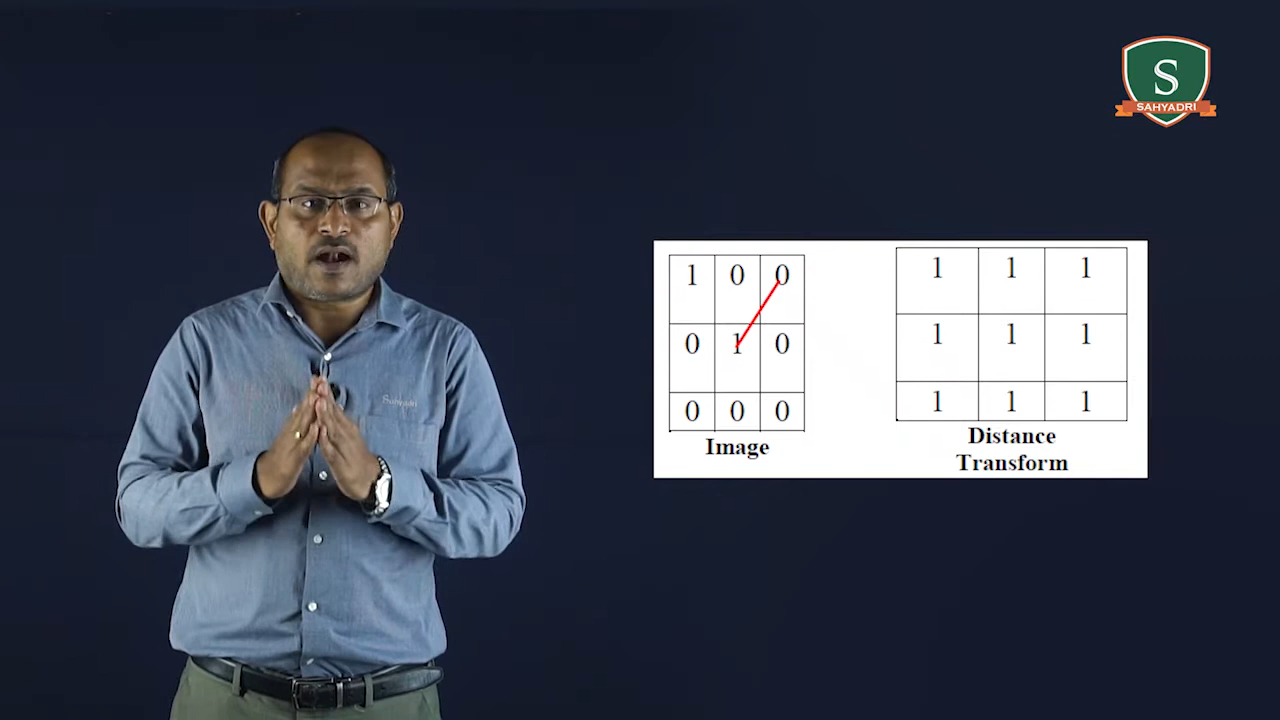 S
SAHYADRI
Sahyadri
1 0 0
0 1 0
0 0 0
Image
1 1 1
1 1 1
1 1 1
Distance
Transform